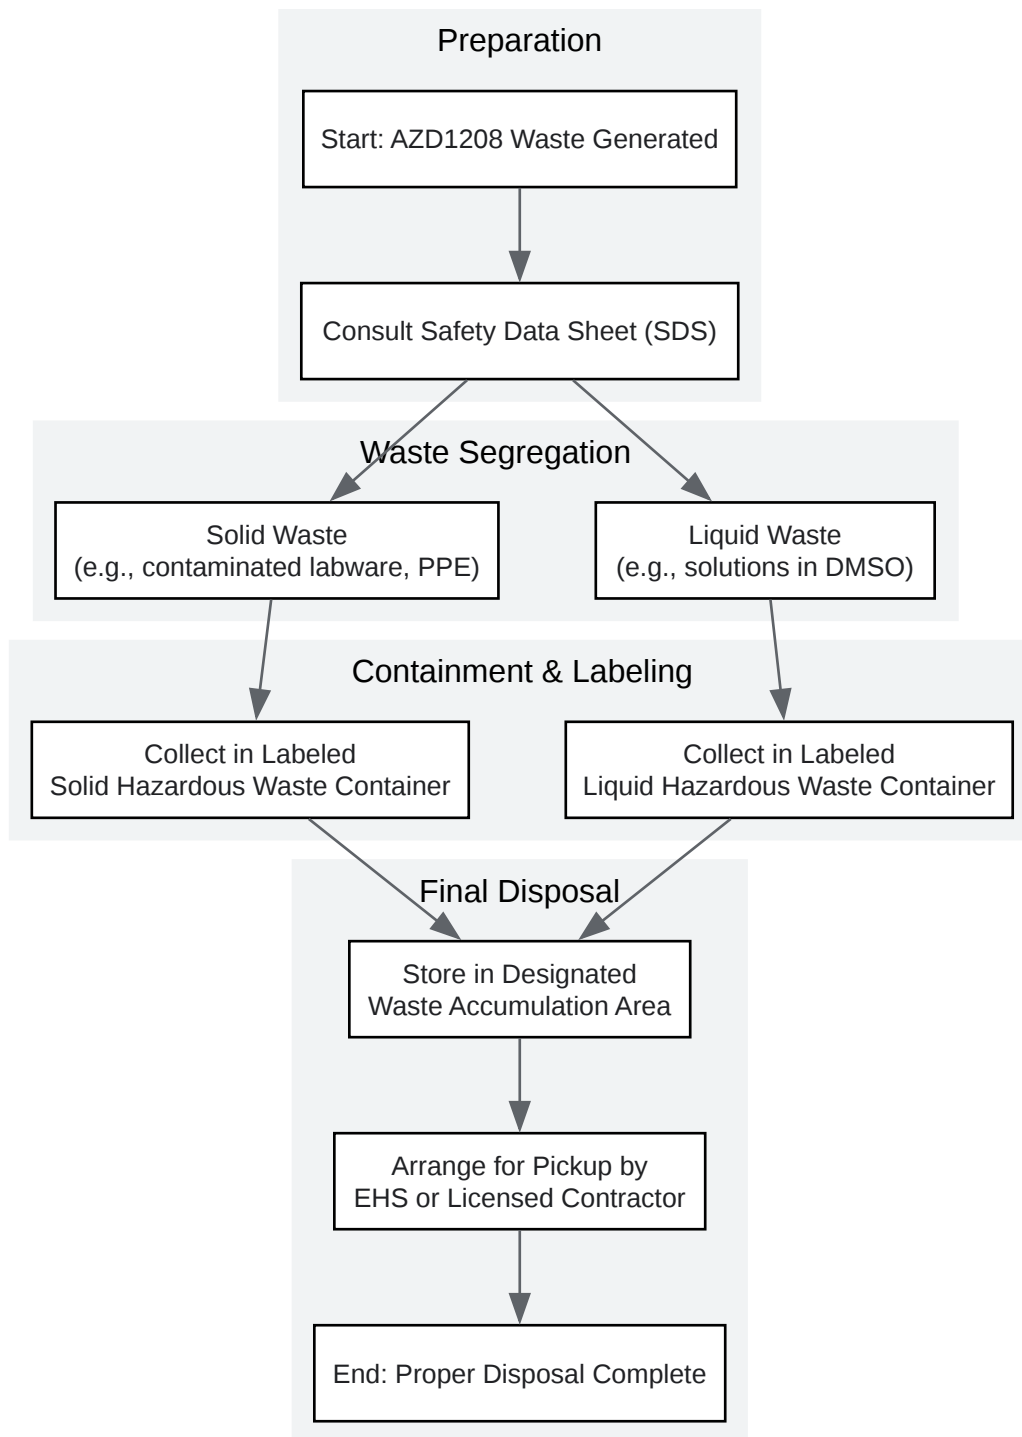 Preparation
Start: AZD1208 Waste Generated
Consult Safety Data Sheet (SDS)
Waste Segregation
Solid Waste
(e.g., contaminated labware, PPE)
Liquid Waste
(e.g., solutions in DMSO)
Containment & Labeling
Collect in Labeled
Solid Hazardous Waste Container
Collect in Labeled
Liquid Hazardous Waste Container
Final Disposal
Store in Designated
Waste Accumulation Area
Arrange for Pickup by
EHS or Licensed Contractor
End: Proper Disposal Complete